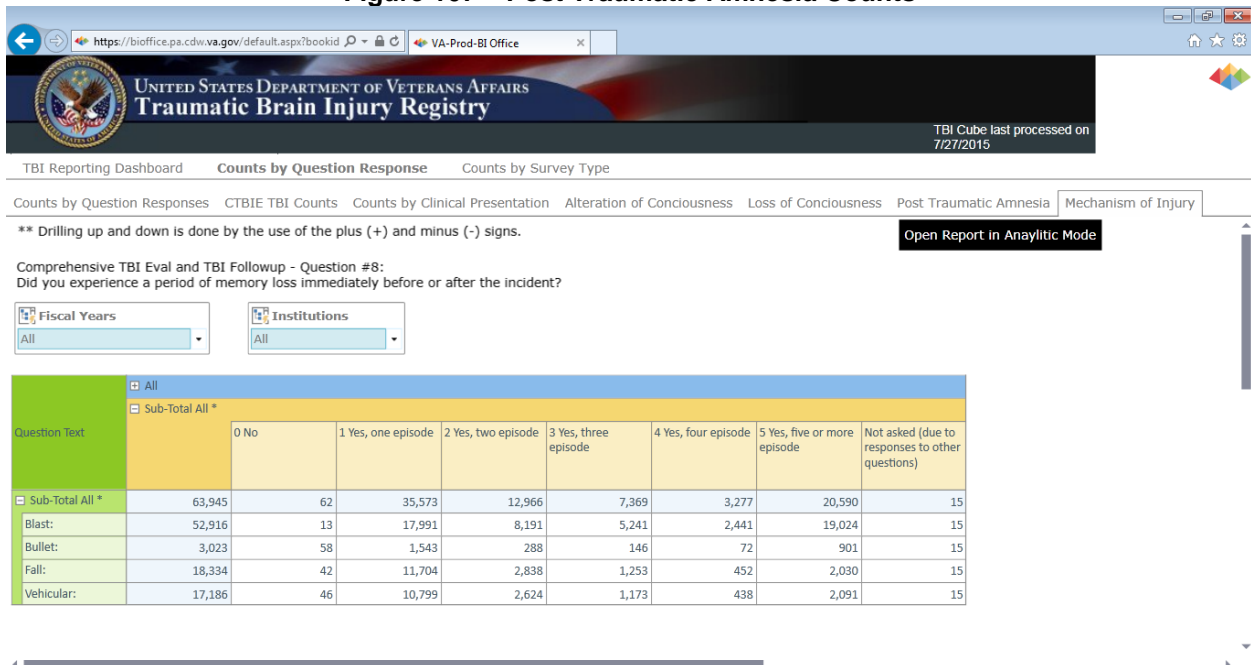 Figure 16. Post Traumatic Amnesia Counts
https://bioffice.pa.cdw.va.gov/default.aspx?bookid VA-Prod-BI Office
UNITED STATES DEPARTMENT OF VETERANS AFFAIRS
Traumatic Brain Injury Registry
TBI Cube last processed on
7/27/2015
TBI Reporting Dashboard Counts by Question Response Counts by Survey Type
Counts by Question Responses CTBIE TBI Counts Counts by Clinical Presentation Alteration of Conciousness Loss of Conciousness Post Traumatic Amnesia Mechanism of Injury
** Drilling up and down is done by the use of the plus (+) and minus (-) signs.
Open Report in Anaylitic Mode
Comprehensive TBI Eval and TBI Followup - Question #8:
Did you experience a period of memory loss immediately before or after the incident?
Fiscal Years Institutions
All All
All
Sub-Total All *
Question Text 0 No 1 Yes, one episode 2 Yes, two episode 3 Yes, three episode 4 Yes, four episode 5 Yes, five or more episode Not asked (due to responses to other questions)
Sub-Total All * 63,945 62 35,573 12,966 7,369 3,277 20,590 15
Blast: 52,916 13 17,991 8,191 5,241 2,441 19,024 15
Bullet: 3,023 58 1,543 288 146 72 901 15
Fall: 18,334 42 11,704 2,838 1,253 452 2,030 15
Vehicular: 17,186 46 10,799 2,624 1,173 438 2,091 15